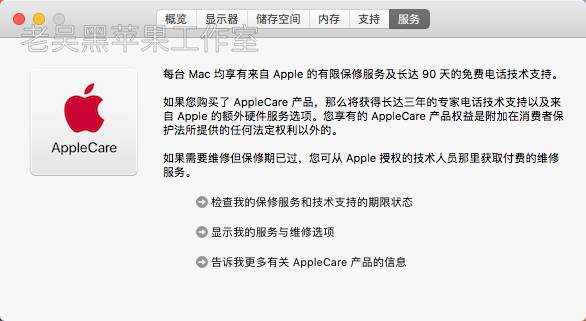 概览 显示器 储存空间 内存 支持 服务
老吴黑苹果工作室
每台 Mac 均享有来自 Apple 的有限保修服务及长达 90 天的免费电话技术支持。
如果您购买了 AppleCare 产品，那么将获得长达三年的专家电话技术支持以及来
自 Apple 的额外硬件服务选项。您享有的 AppleCare 产品权益是附加在消费者保
护法所提供的任何法定权利以外的。
AppleCare
如果需要维修但保修期已过，您可从 Apple 授权的技术人员那里获取付费的维修
服务。
检查我的保修服务和技术支持的期限状态
显示我的服务与维修选项
告诉我更多有关 AppleCare 产品的信息